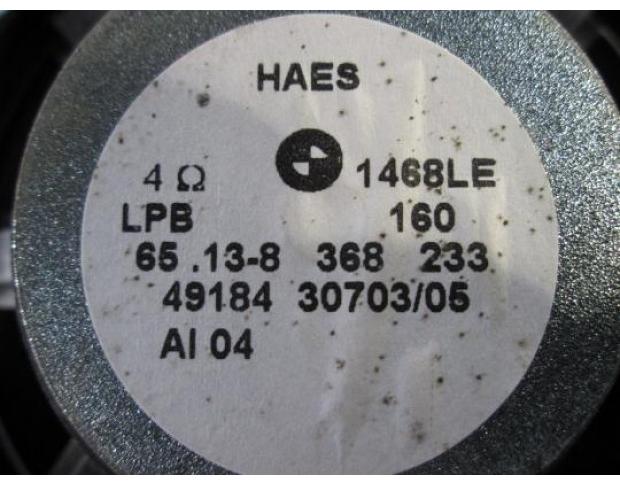 HAES
4 Ω 1468LE
LPB 160
65 .13-8 368 233
49184 30703/05
AI 04